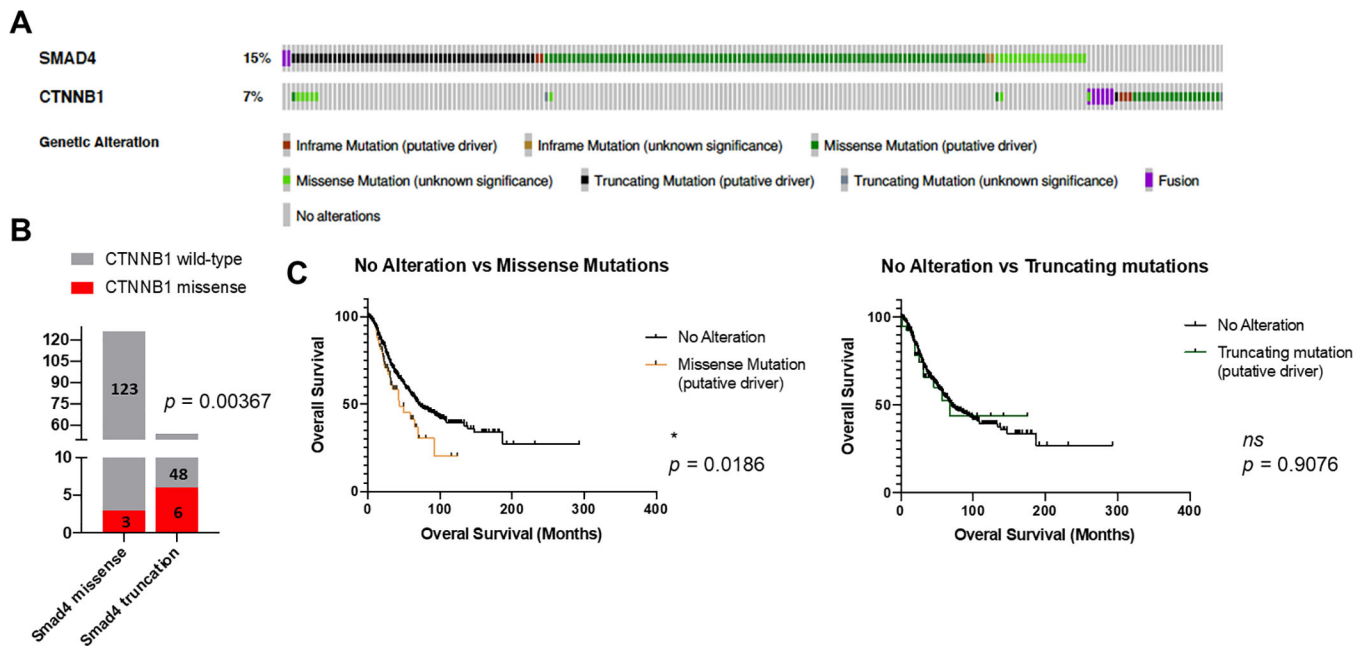 A
SMAD4 15%
CTNNB1 7%
Genetic Alteration
Inframe Mutation (putative driver) Inframe Mutation (unknown significance) Missense Mutation (putative driver)
Missense Mutation (unknown significance) Truncating Mutation (putative driver) Truncating Mutation (unknown significance) Fusion
No alterations
B
CTNNB1 wild-type
CTNNB1 missense
120
105
90
75
60
10
5
0
123
3
48
6
p = 0.00367
Smad4 missense
Smad4 truncation
C
No Alteration vs Missense Mutations
Overall Survival
100
50
0
0 100 200 300 400
Overal Survival (Months)
No Alteration
Missense Mutation
(putative driver)
*
p = 0.0186
No Alteration vs Truncating mutations
Overall Survival
100
50
0
0 100 200 300 400
Overal Survival (Months)
No Alteration
Truncating mutation
(putative driver)
ns
p = 0.9076